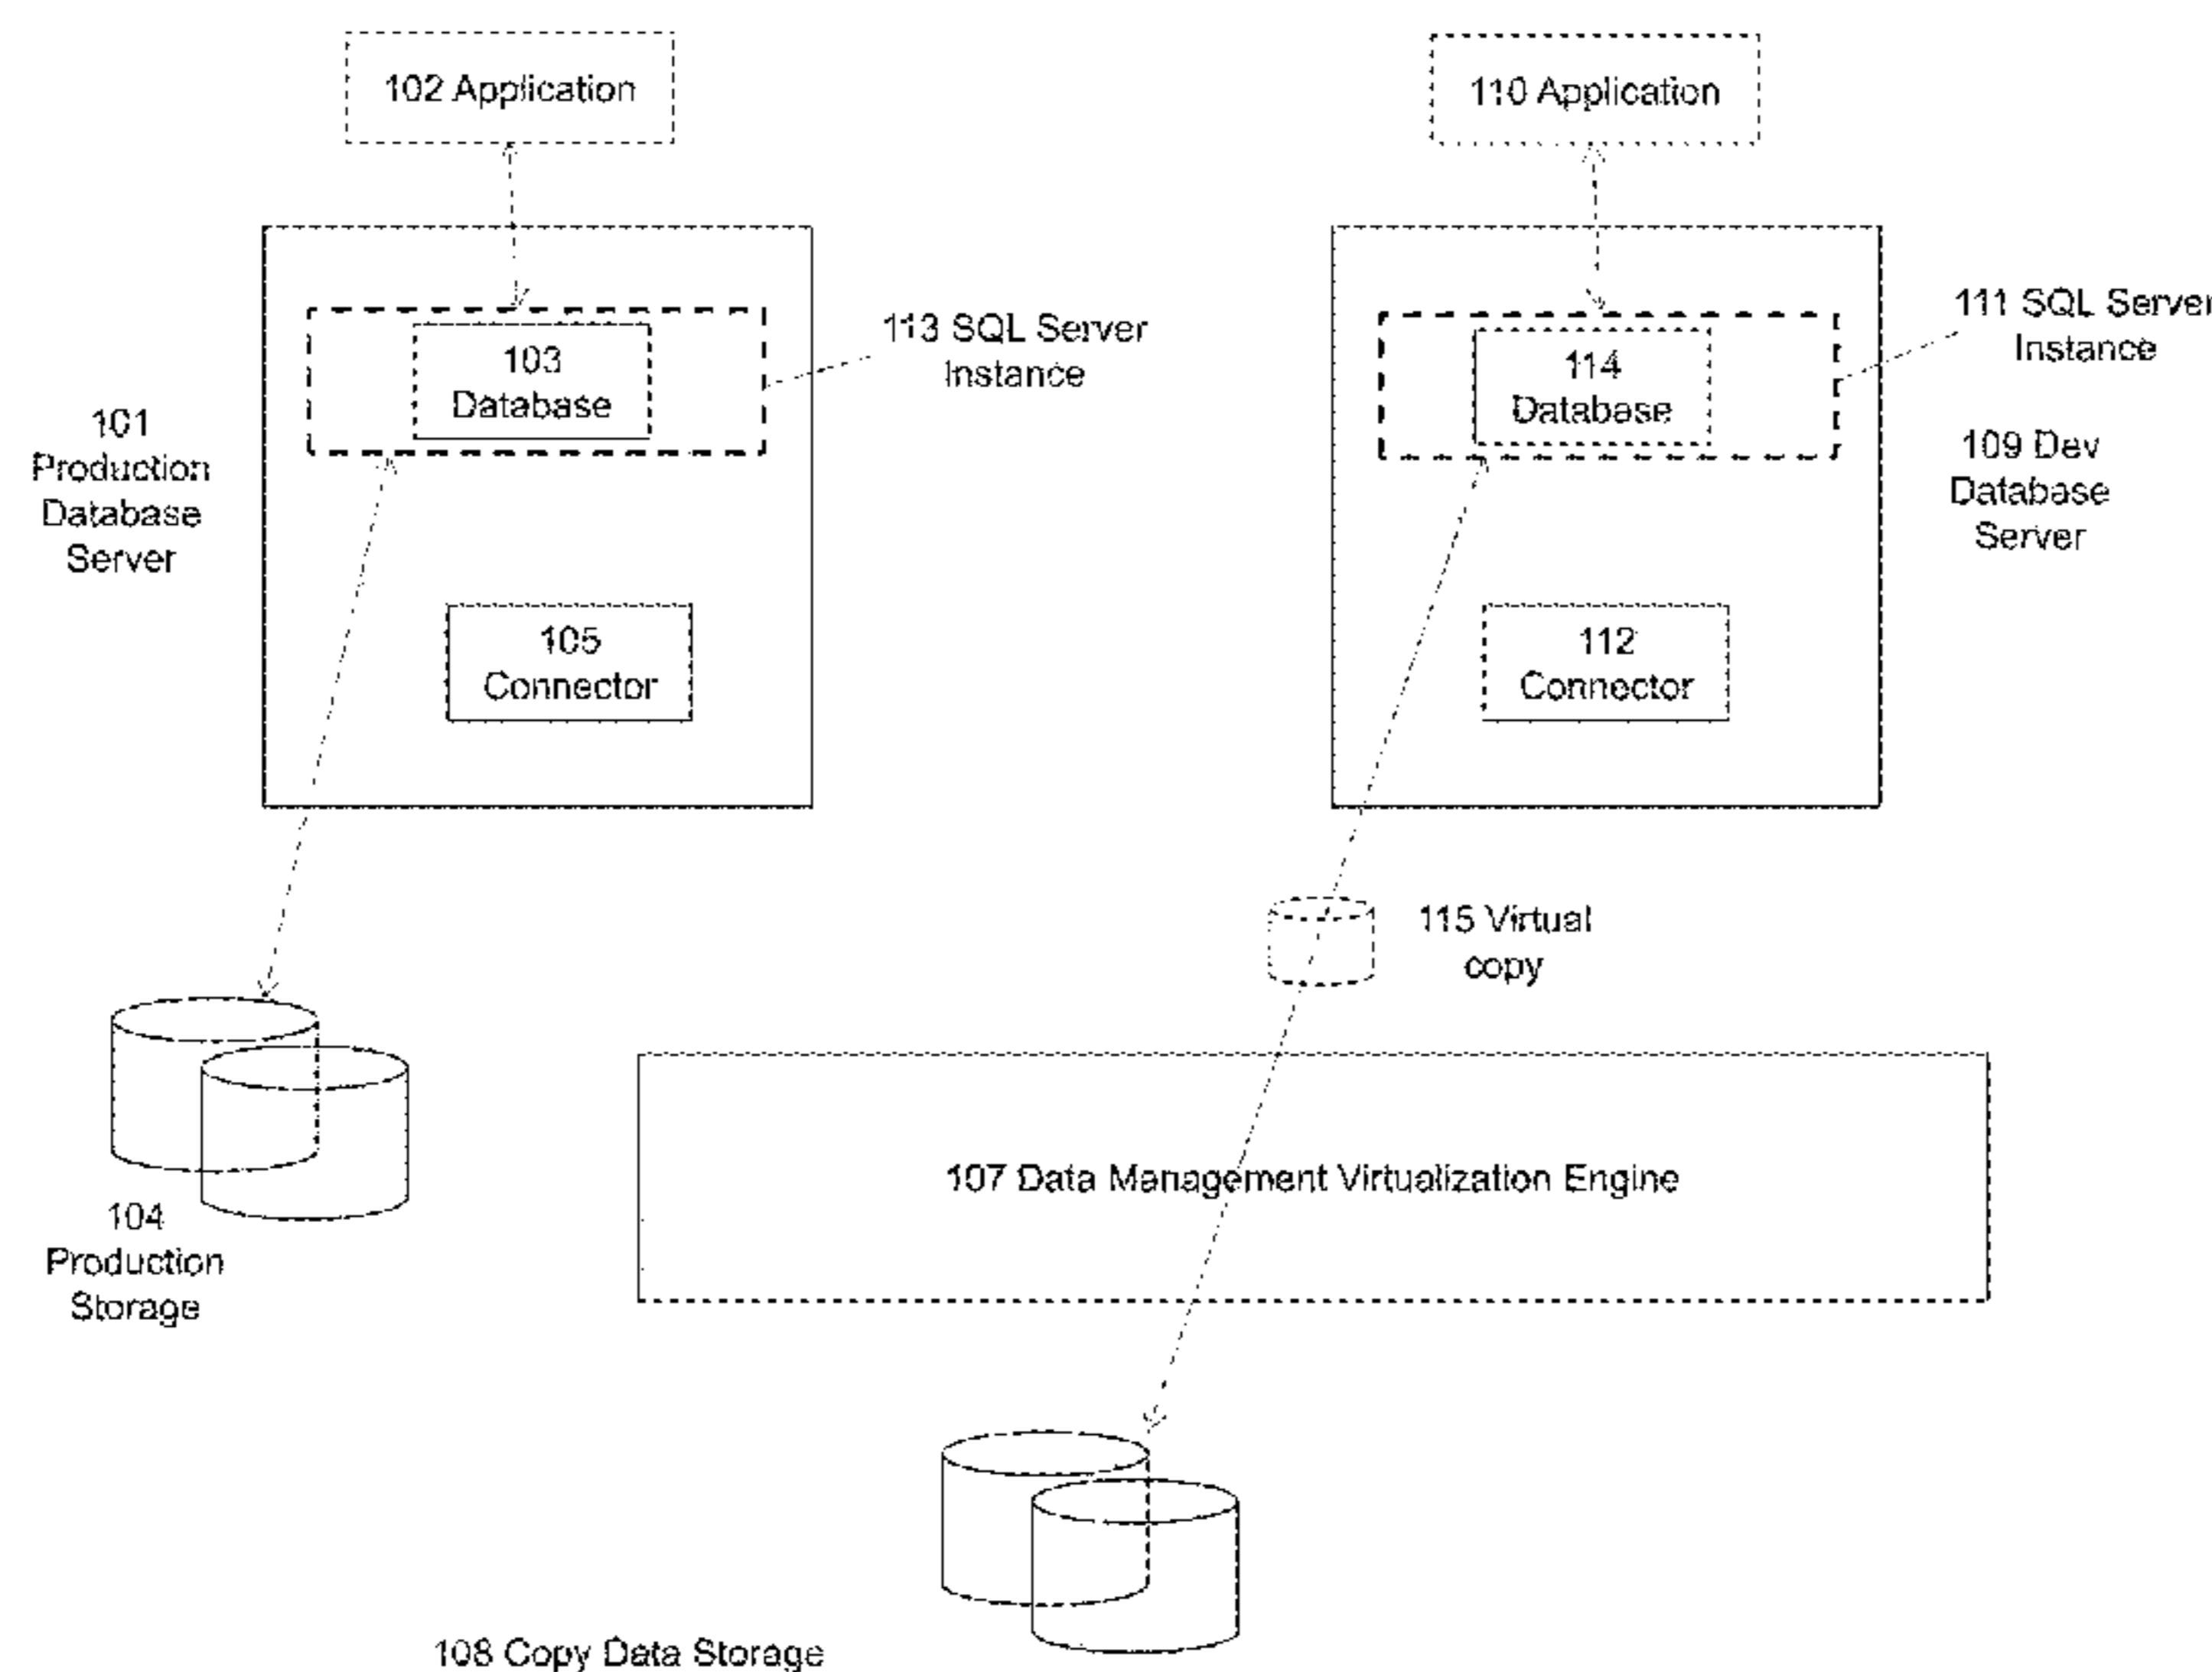 102 Application
110 Application
103
Database
113 SQL Server
Instance
114
Database
111 SQL Server
Instance
101
Production
Database
Server
109 Dev
Database
Server
105
Connector
112
Connector
115 Virtual
copy
107 Data Management Virtualization Engine
104
Production
Storage
108 Copy Data Storage